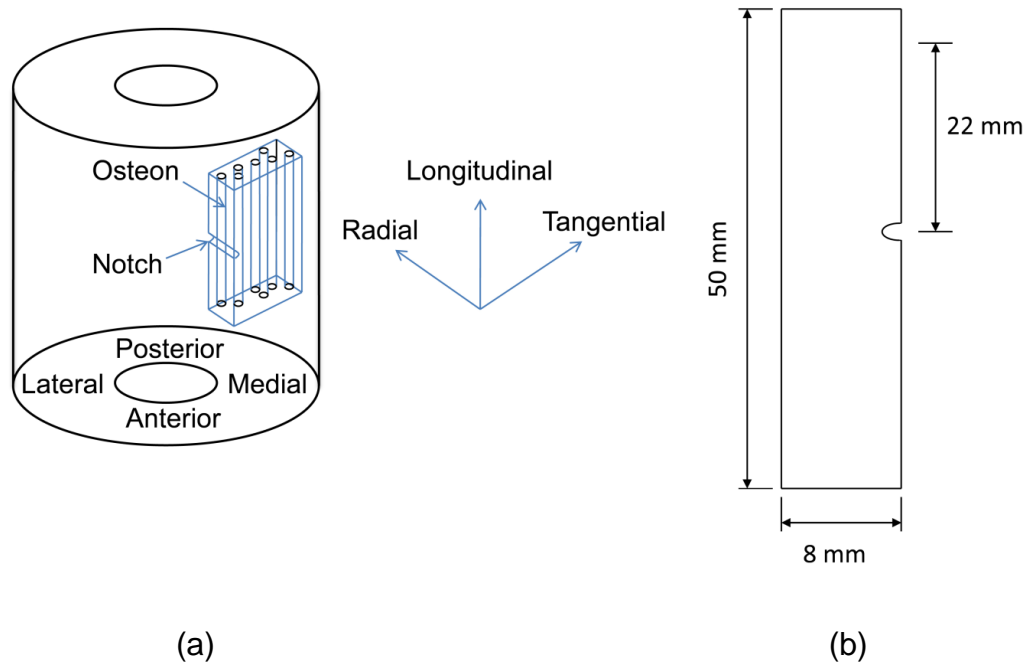 Osteon
Notch
Posterior
Lateral
Medial
Anterior
Longitudinal
Radial
Tangential
(a)
50 mm
22 mm
8 mm
(b)